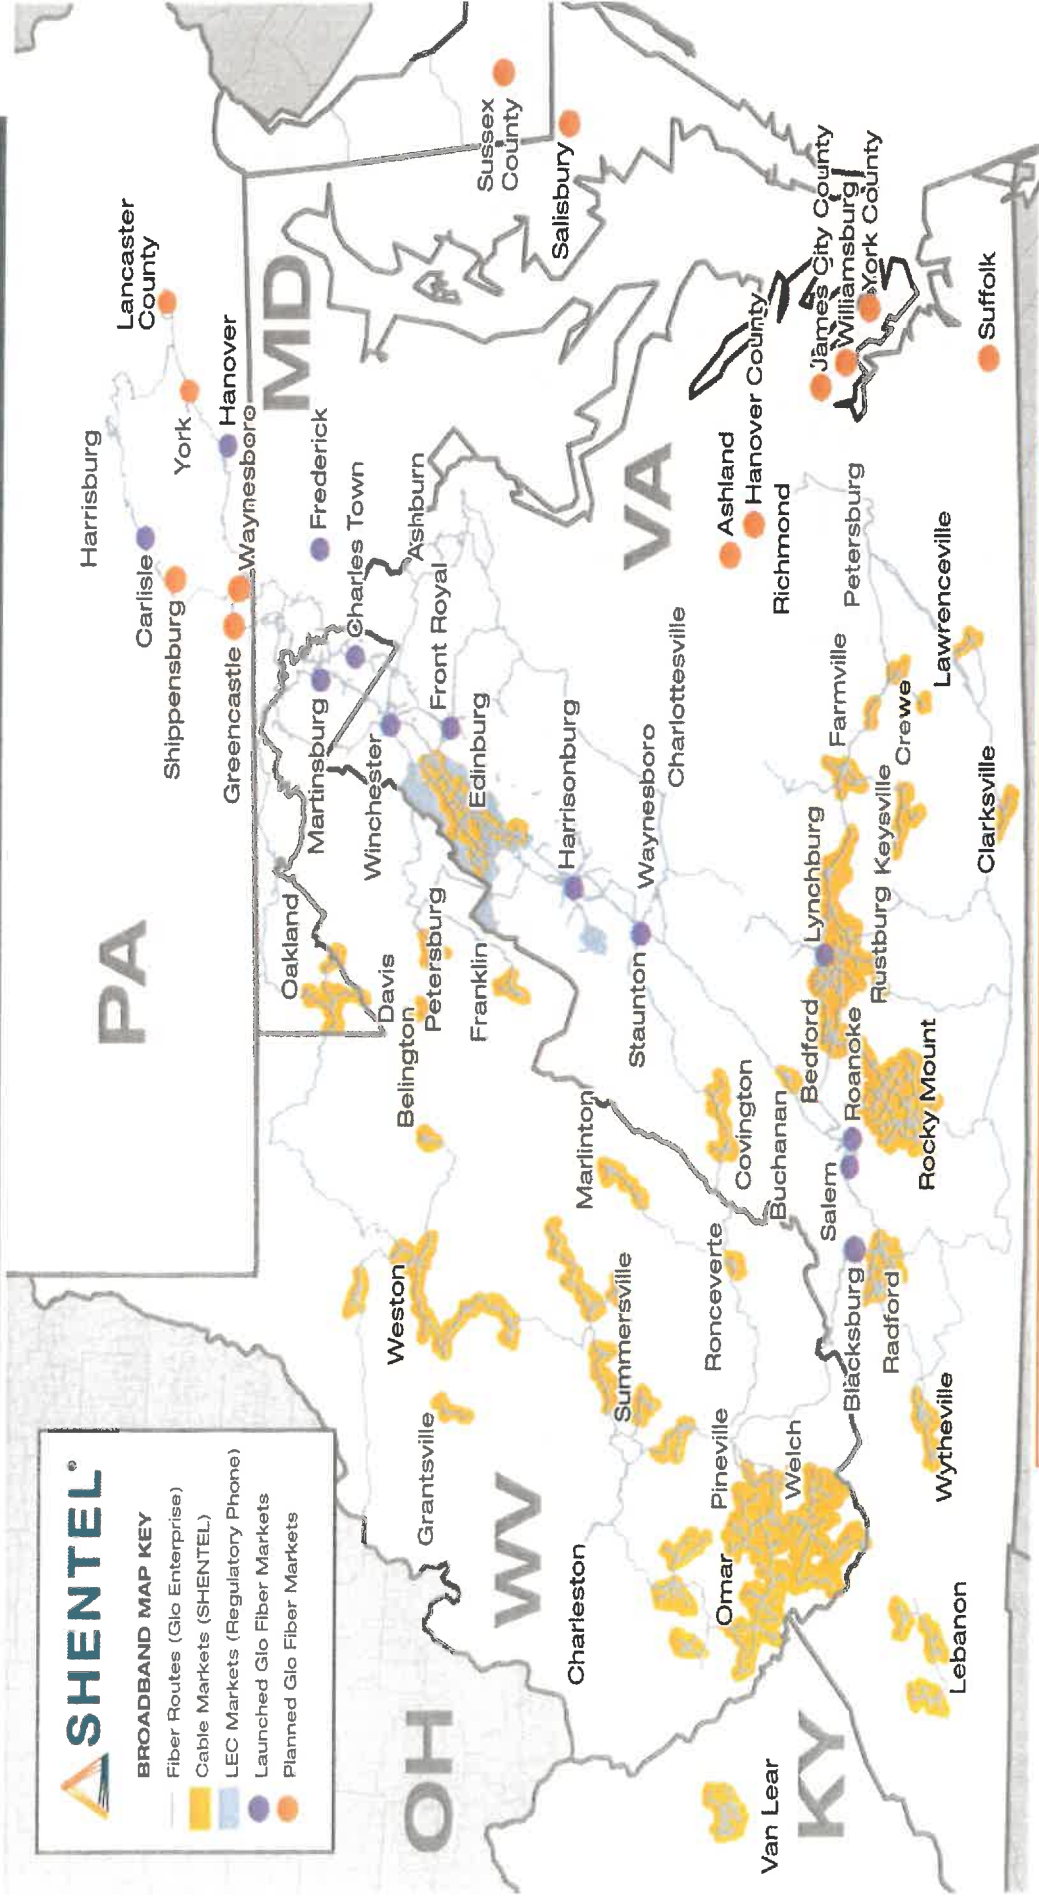 SHENTEL®
BROADBAND MAP KEY
Fiber Routes (Glo Enterprise)
Cable Markets (SHENTEL)
LEC Markets (Regulatory Phone)
Launched Glo Fiber Markets
Planned Glo Fiber Markets
PA
Harrisburg
Lancaster
County
Carlisle
York
Shippensburg
Hanover
Greencastle
Waynesboro
MD
Oakland
Martinsburg
Frederick
Charles Town
Winchester
Davis
Ashburn
Belington
Petersburg
Front Royal
Edinburg
Franklin
Sussex
County
Salisbury
OH
WV
Weston
Grantsville
Charleston
Summersville
Marlinton
Harrisonburg
Staunton
Waynesboro
Charlottesville
VA
Ashland
Hanover County
Richmond
James City County
Williamsburg
York County
Suffolk
Ronceverte
Covington
Buchanan
Pineville
Welch
Omar
Van Lear
KY
Bedford
Lynchburg
Farmville
Petersburg
Salem
Roanoke
Rustburg
Keysville
Crewe
Lawrenceville
Blacksburg
Radford
Rocky Mount
Clarksville
Wytheville
Lebanon